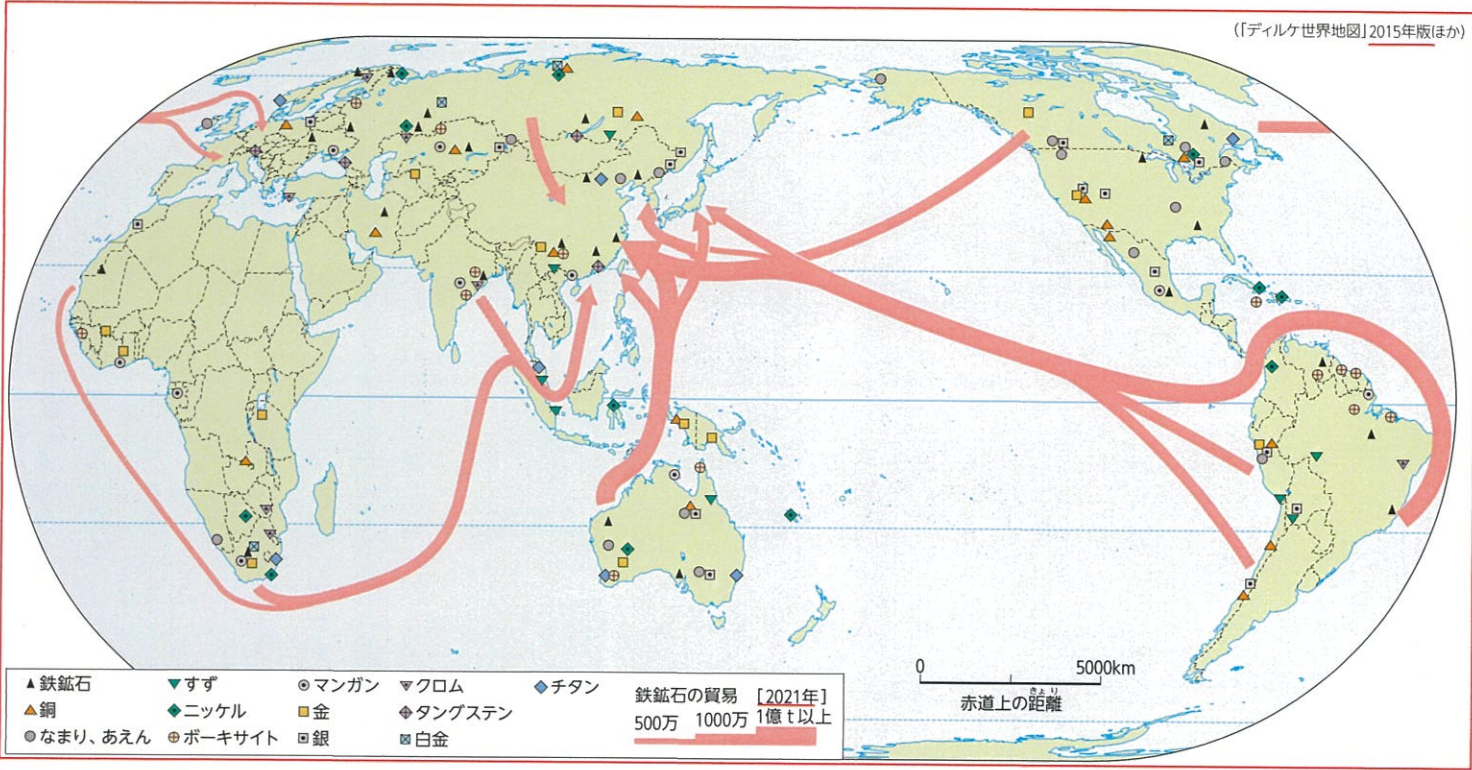 (「ディルケ世界地図」2015年版ほか)
鉄鉱石
銅
なまり、あえん
すず
ニッケル
ボーキサイト
マンガン
金
銀
クロム
タングステン
白金
チタン
鉄鉱石の貿易 [2021年]
500万 1000万 1億t以上
0 5000km
赤道上の距離
きょり